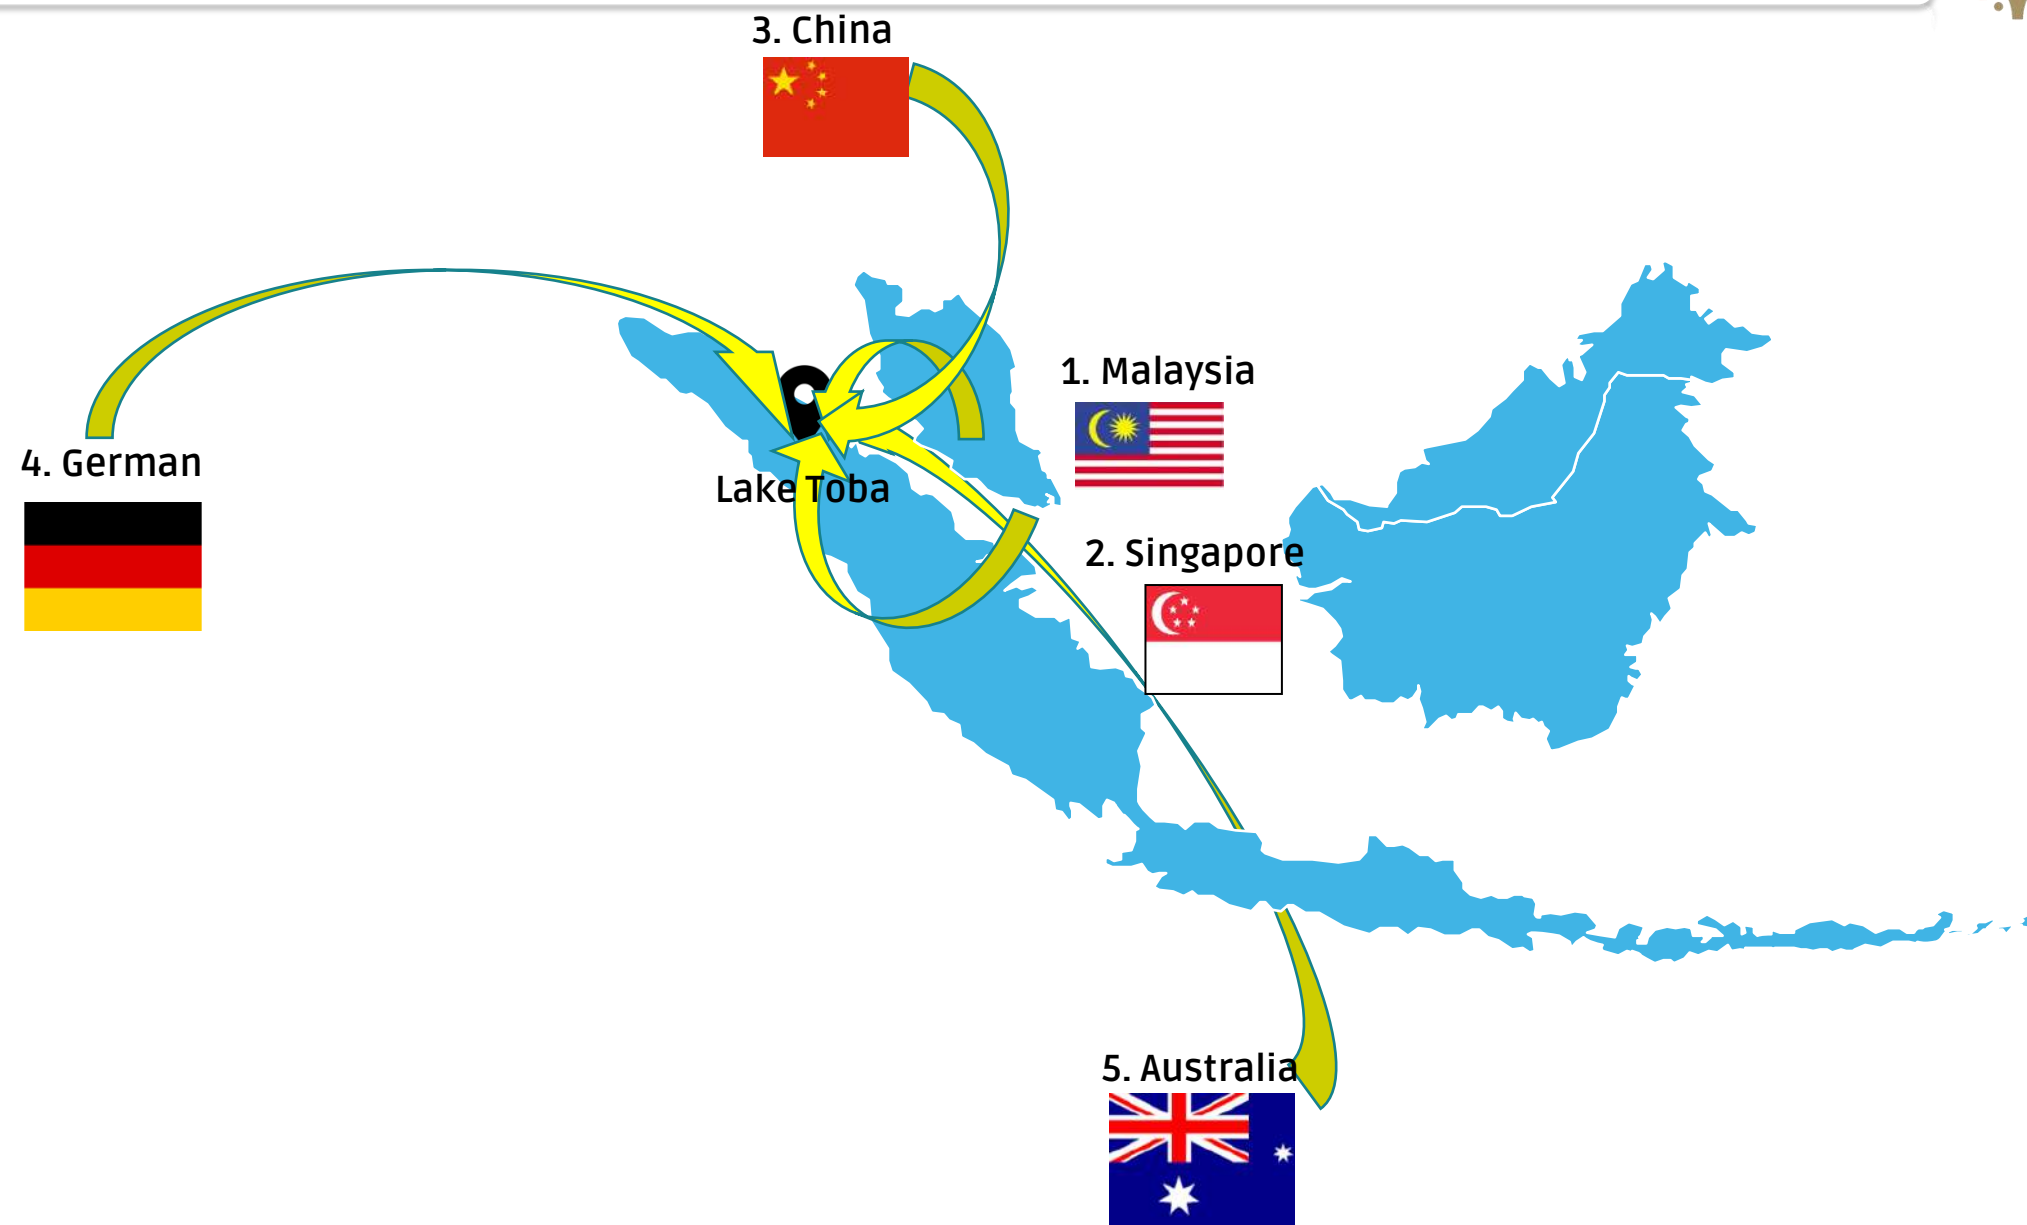 3. China
1. Malaysia
4. German
Lake Toba
2. Singapore
5. Australia